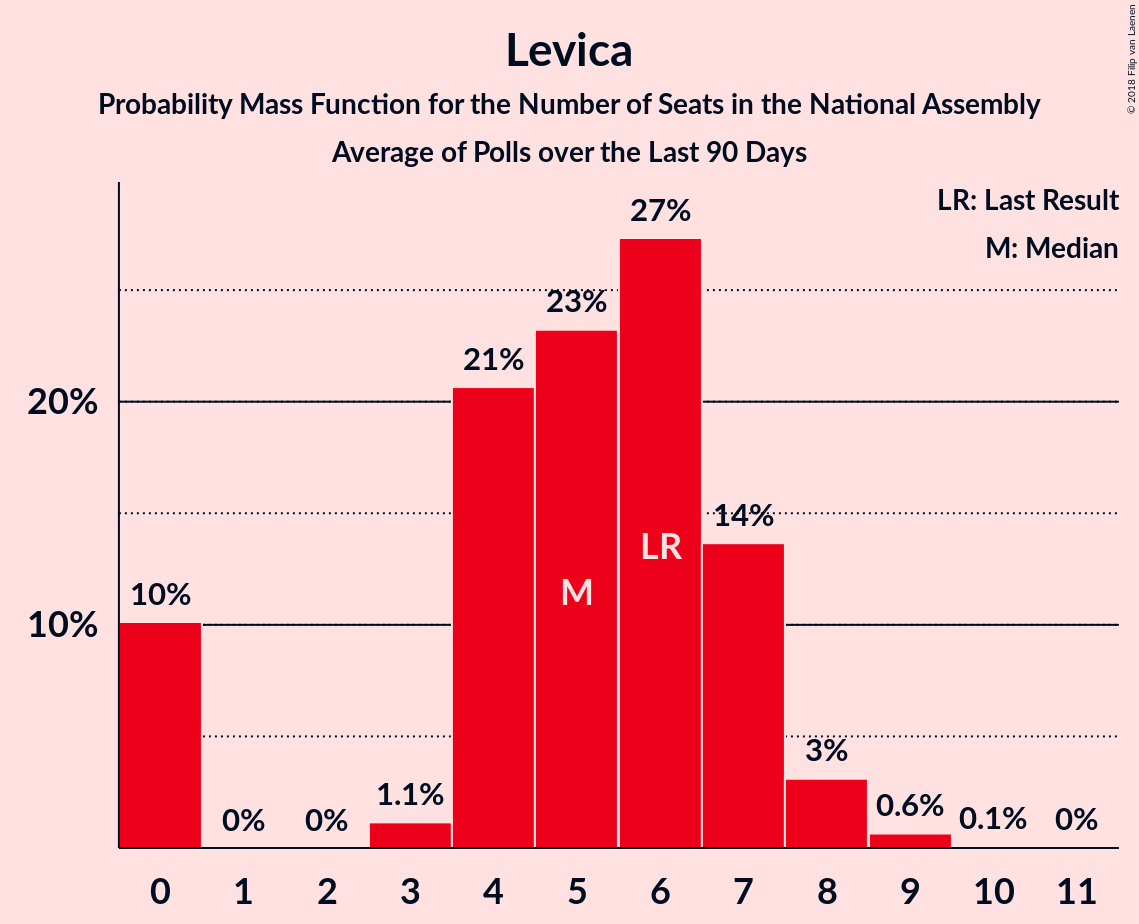 Levica
Probability Mass Function for the Number of Seats in the National Assembly
Average of Polls over the Last 90 Days
© 2018 Filip van Laenen
LR: Last Result
M: Median
20%
10%
10%
0%
0%
1.1%
21%
23%
27%
14%
3%
0.6%
0.1%
0%
M
LR
0 1 2 3 4 5 6 7 8 9 10 11